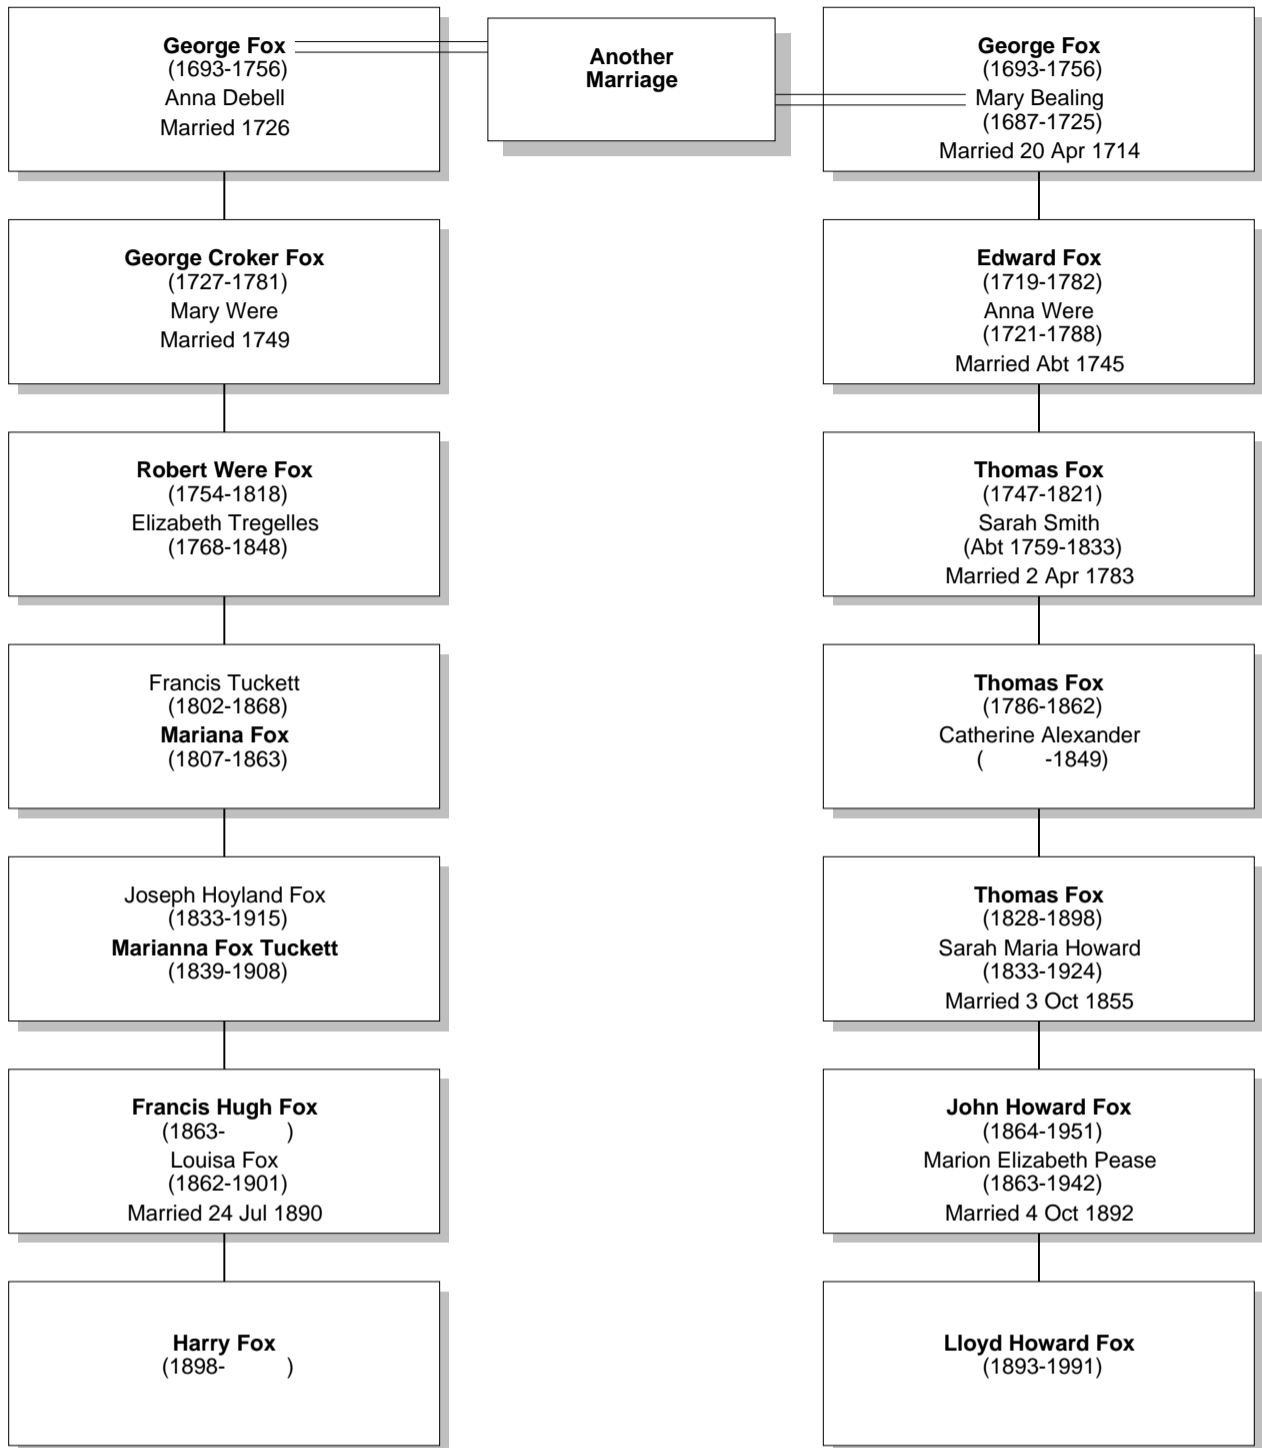 George Fox
(1693-1756)
Anna Debell
Married 1726
Another
Marriage
George Fox
(1693-1756)
Mary Bealing
(1687-1725)
Married 20 Apr 1714
George Croker Fox
(1727-1781)
Mary Were
Married 1749
Edward Fox
(1719-1782)
Anna Were
(1721-1788)
Married Abt 1745
Robert Were Fox
(1754-1818)
Elizabeth Tregelles
(1768-1848)
Thomas Fox
(1747-1821)
Sarah Smith
(Abt 1759-1833)
Married 2 Apr 1783
Francis Tuckett
(1802-1868)
Mariana Fox
(1807-1863)
Thomas Fox
(1786-1862)
Catherine Alexander
( -1849)
Joseph Hoyland Fox
(1833-1915)
Marianna Fox Tuckett
(1839-1908)
Thomas Fox
(1828-1898)
Sarah Maria Howard
(1833-1924)
Married 3 Oct 1855
Francis Hugh Fox
(1863- )
Louisa Fox
(1862-1901)
Married 24 Jul 1890
John Howard Fox
(1864-1951)
Marion Elizabeth Pease
(1863-1942)
Married 4 Oct 1892
Harry Fox
(1898- )
Lloyd Howard Fox
(1893-1991)